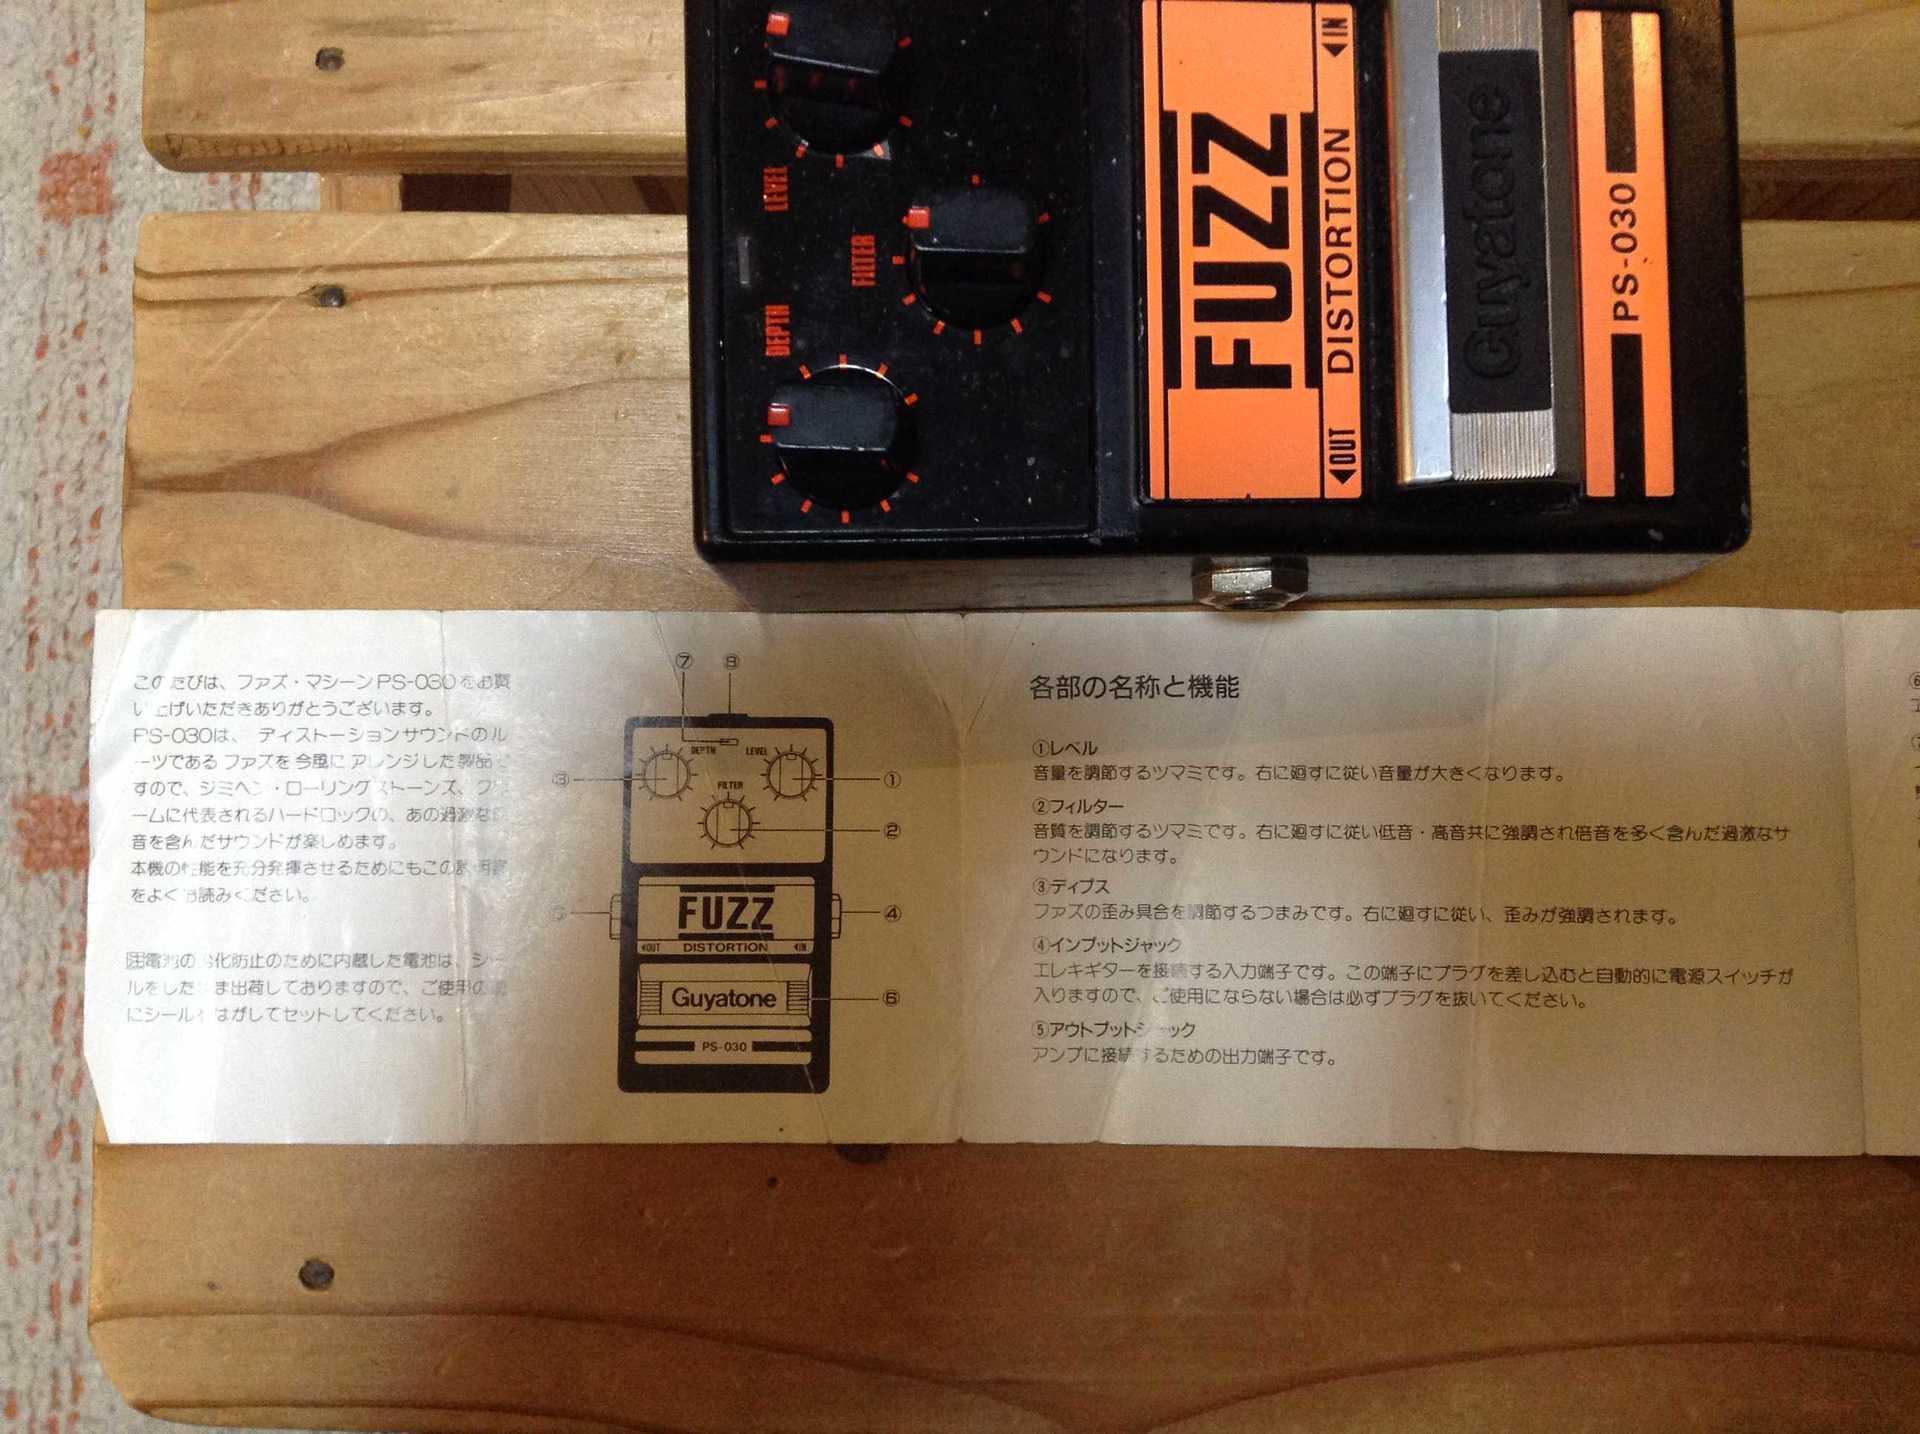 LEVEL
FILTER
DEPTH
FUZZ
DISTORTION
OUT
IN
Guyatone
PS-030
このたびは、ファズ・マシーンPS-030をお買
い上げいただきありがとうございます。
PS-030は、ディストーションサウンドのル
ーツであるファズを今風にアレンジした製品で
すので、ジミヘン・ローリングストーンズ、クリ
ームに代表されるハードロックの、あの過激な倍
音を含んだサウンドが楽しめます。
本機の性能を充分発揮させるためにもこの説明書
をよくお読みください。
注電池の劣化防止のために内蔵した電池は、シー
ルをしたまま出荷しておりますので、ご使用の
にシールをはがしてセットしてください。
⑦ ⑧
DEPTH LEVEL
③ ①
FILTER
②
FUZZ
⑤ ④
OUT DISTORTION IN
Guyatone ⑥
PS-030
各部の名称と機能
①レベル
音量を調節するツマミです。右に廻すに従い音量が大きくなります。
②フィルター
音質を調節するツマミです。右に廻すに従い低音・高音共に強調され倍音を多く含んだ過激なサ
ウンドになります。
③ディプス
ファズの歪み具合を調節するつまみです。右に廻すに従い、歪みが強調されます。
④インプットジャック
エレキギターを接続する入力端子です。この端子にプラグを差し込むと自動的に電源スイッチが
入りますので、ご使用にならない場合は必ずプラグを抜いてください。
⑤アウトプットジャック
アンプに接続するための出力端子です。